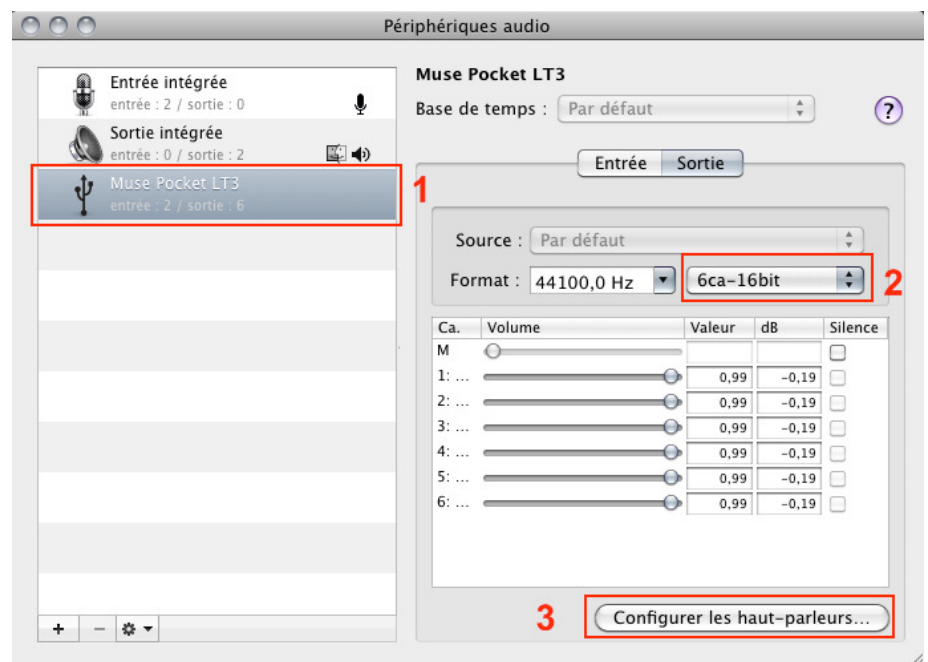 Périphériques audio
Entrée intégrée
entrée : 2 / sortie : 0
Sortie intégrée
entrée : 0 / sortie : 2
Muse Pocket LT3
entrée : 2 / sortie : 6
1
+ −
Muse Pocket LT3
Base de temps : Par défaut
?
Entrée Sortie
Source : Par défaut
Format : 44100,0 Hz 6ca-16bit 2
Ca. Volume Valeur dB Silence
M
1: ... 0,99 -0,19
2: ... 0,99 -0,19
3: ... 0,99 -0,19
4: ... 0,99 -0,19
5: ... 0,99 -0,19
6: ... 0,99 -0,19
3 Configurer les haut-parleurs...